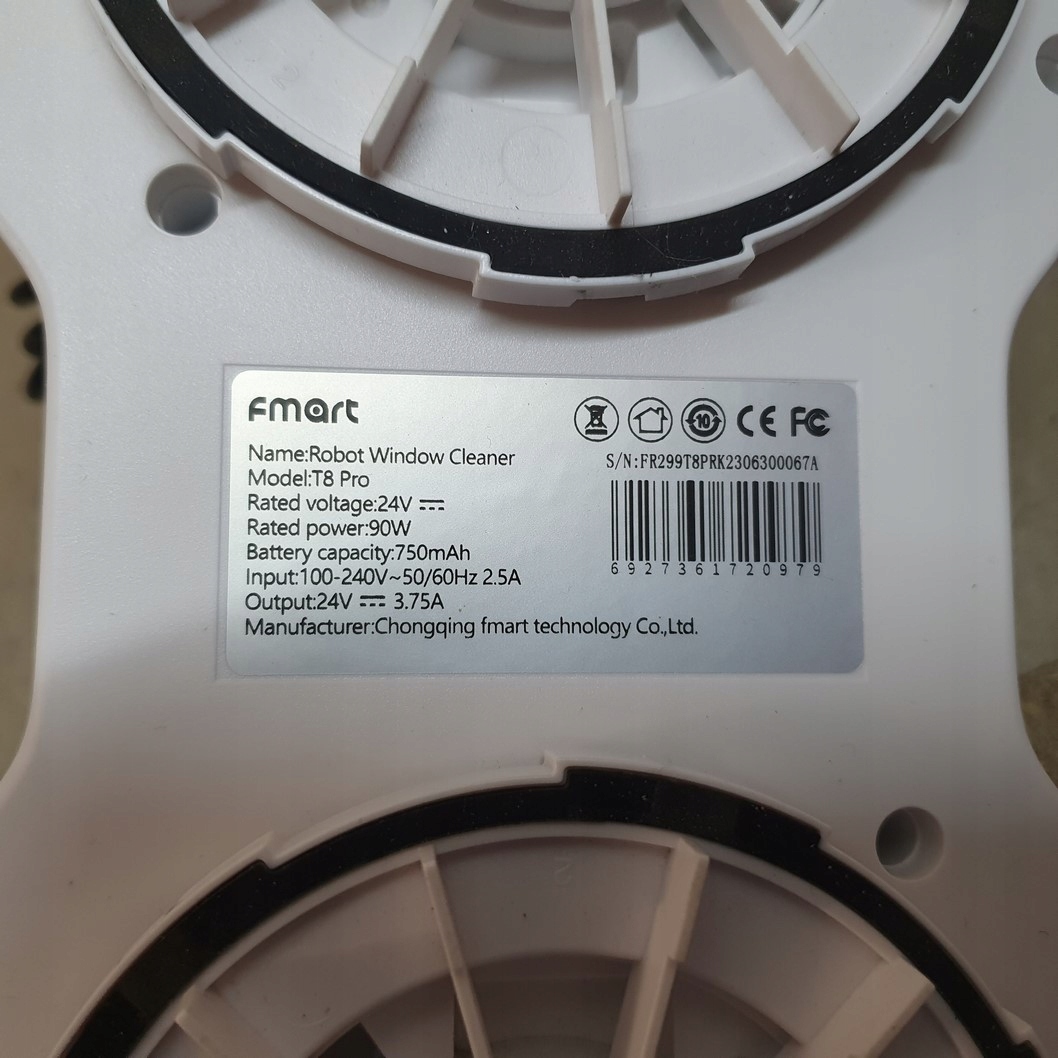 Fmart
Name:Robot Window Cleaner
Model:T8 Pro
Rated voltage:24V ⎓
Rated power:90W
Battery capacity:750mAh
Input:100-240V~50/60Hz 2.5A
Output:24V ⎓ 3.75A
Manufacturer:Chongqing fmart technology Co.,Ltd.
10
CE FC
S/N:FR299T8PRK2306300067A
6927361720979